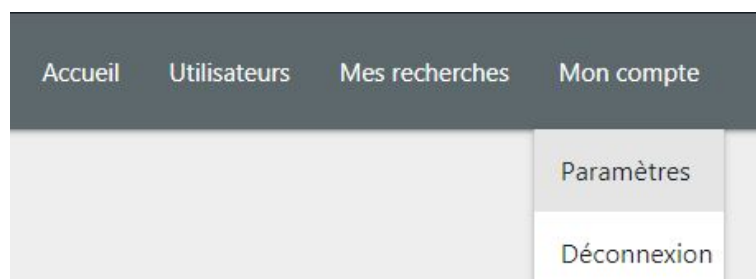 Accueil Utilisateurs Mes recherches Mon compte
Paramètres
Déconnexion